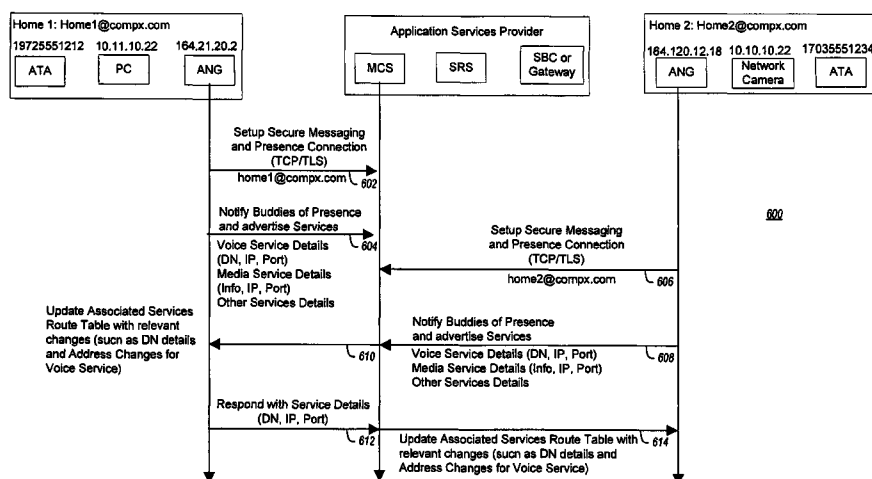 Home 1: Home1@compx.com
19725551212 10.11.10.22 164.21.20.2
ATA PC ANG
Application Services Provider
MCS SRS SBC or
Gateway
Home 2: Home2@compx.com
164.120.12.18 10.10.10.22 17035551234
ANG Network
Camera ATA
Setup Secure Messaging
and Presence Connection
(TCP/TLS)
home1@compx.com 602
Notify Buddies of Presence
and advertise Services
604
Voice Service Details
(DN, IP, Port)
Media Service Details
(Info, IP, Port)
Other Services Details
600
Setup Secure Messaging
and Presence Connection
(TCP/TLS)
home2@compx.com 606
Update Associated Services
Route Table with relevant
changes (sucn as DN details
and Address Changes for
Voice Service)
610
Notify Buddies of Presence
and advertise Services
608
Voice Service Details (DN, IP, Port)
Media Service Details (Info, IP, Port)
Other Services Details
Respond with Service Details
(DN, IP, Port)
612
614
Update Associated Services Route Table with
relevant changes (sucn as DN details and
Address Changes for Voice Service)